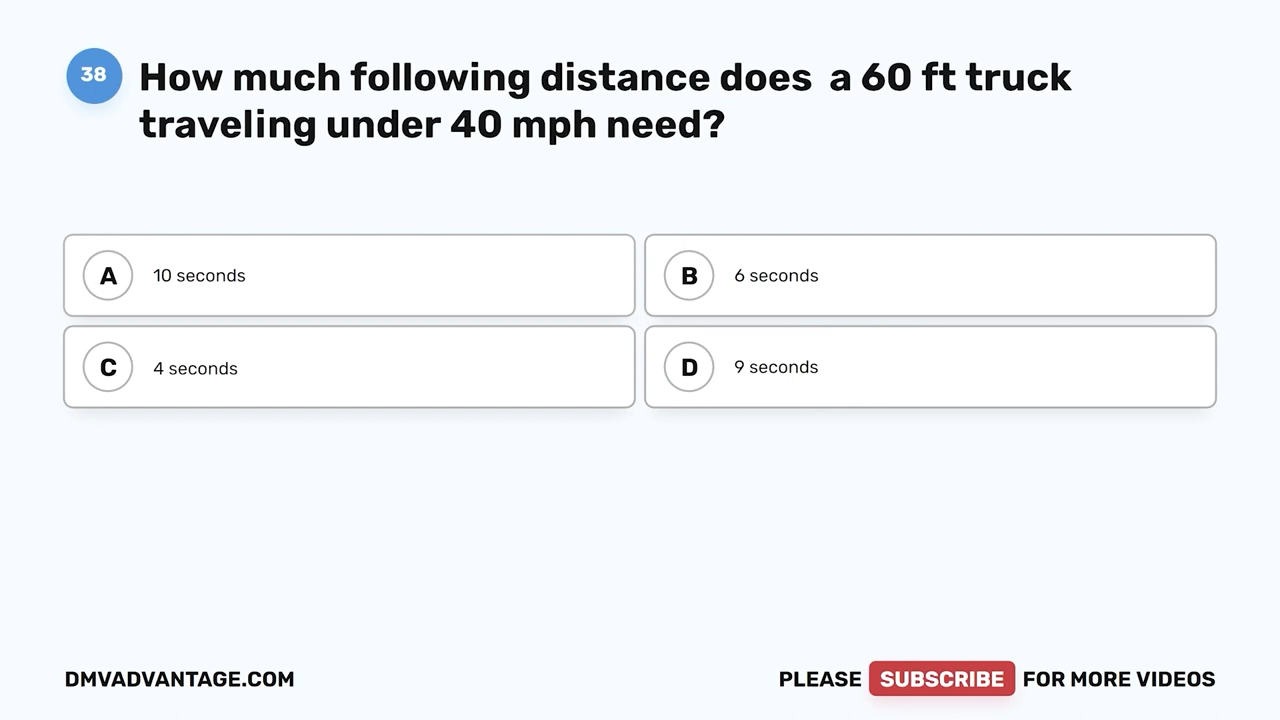 38
How much following distance does  a 60 ft truck
traveling under 40 mph need?
A 10 seconds
B 6 seconds
C 4 seconds
D 9 seconds
DMVADVANTAGE.COM
PLEASE SUBSCRIBE FOR MORE VIDEOS